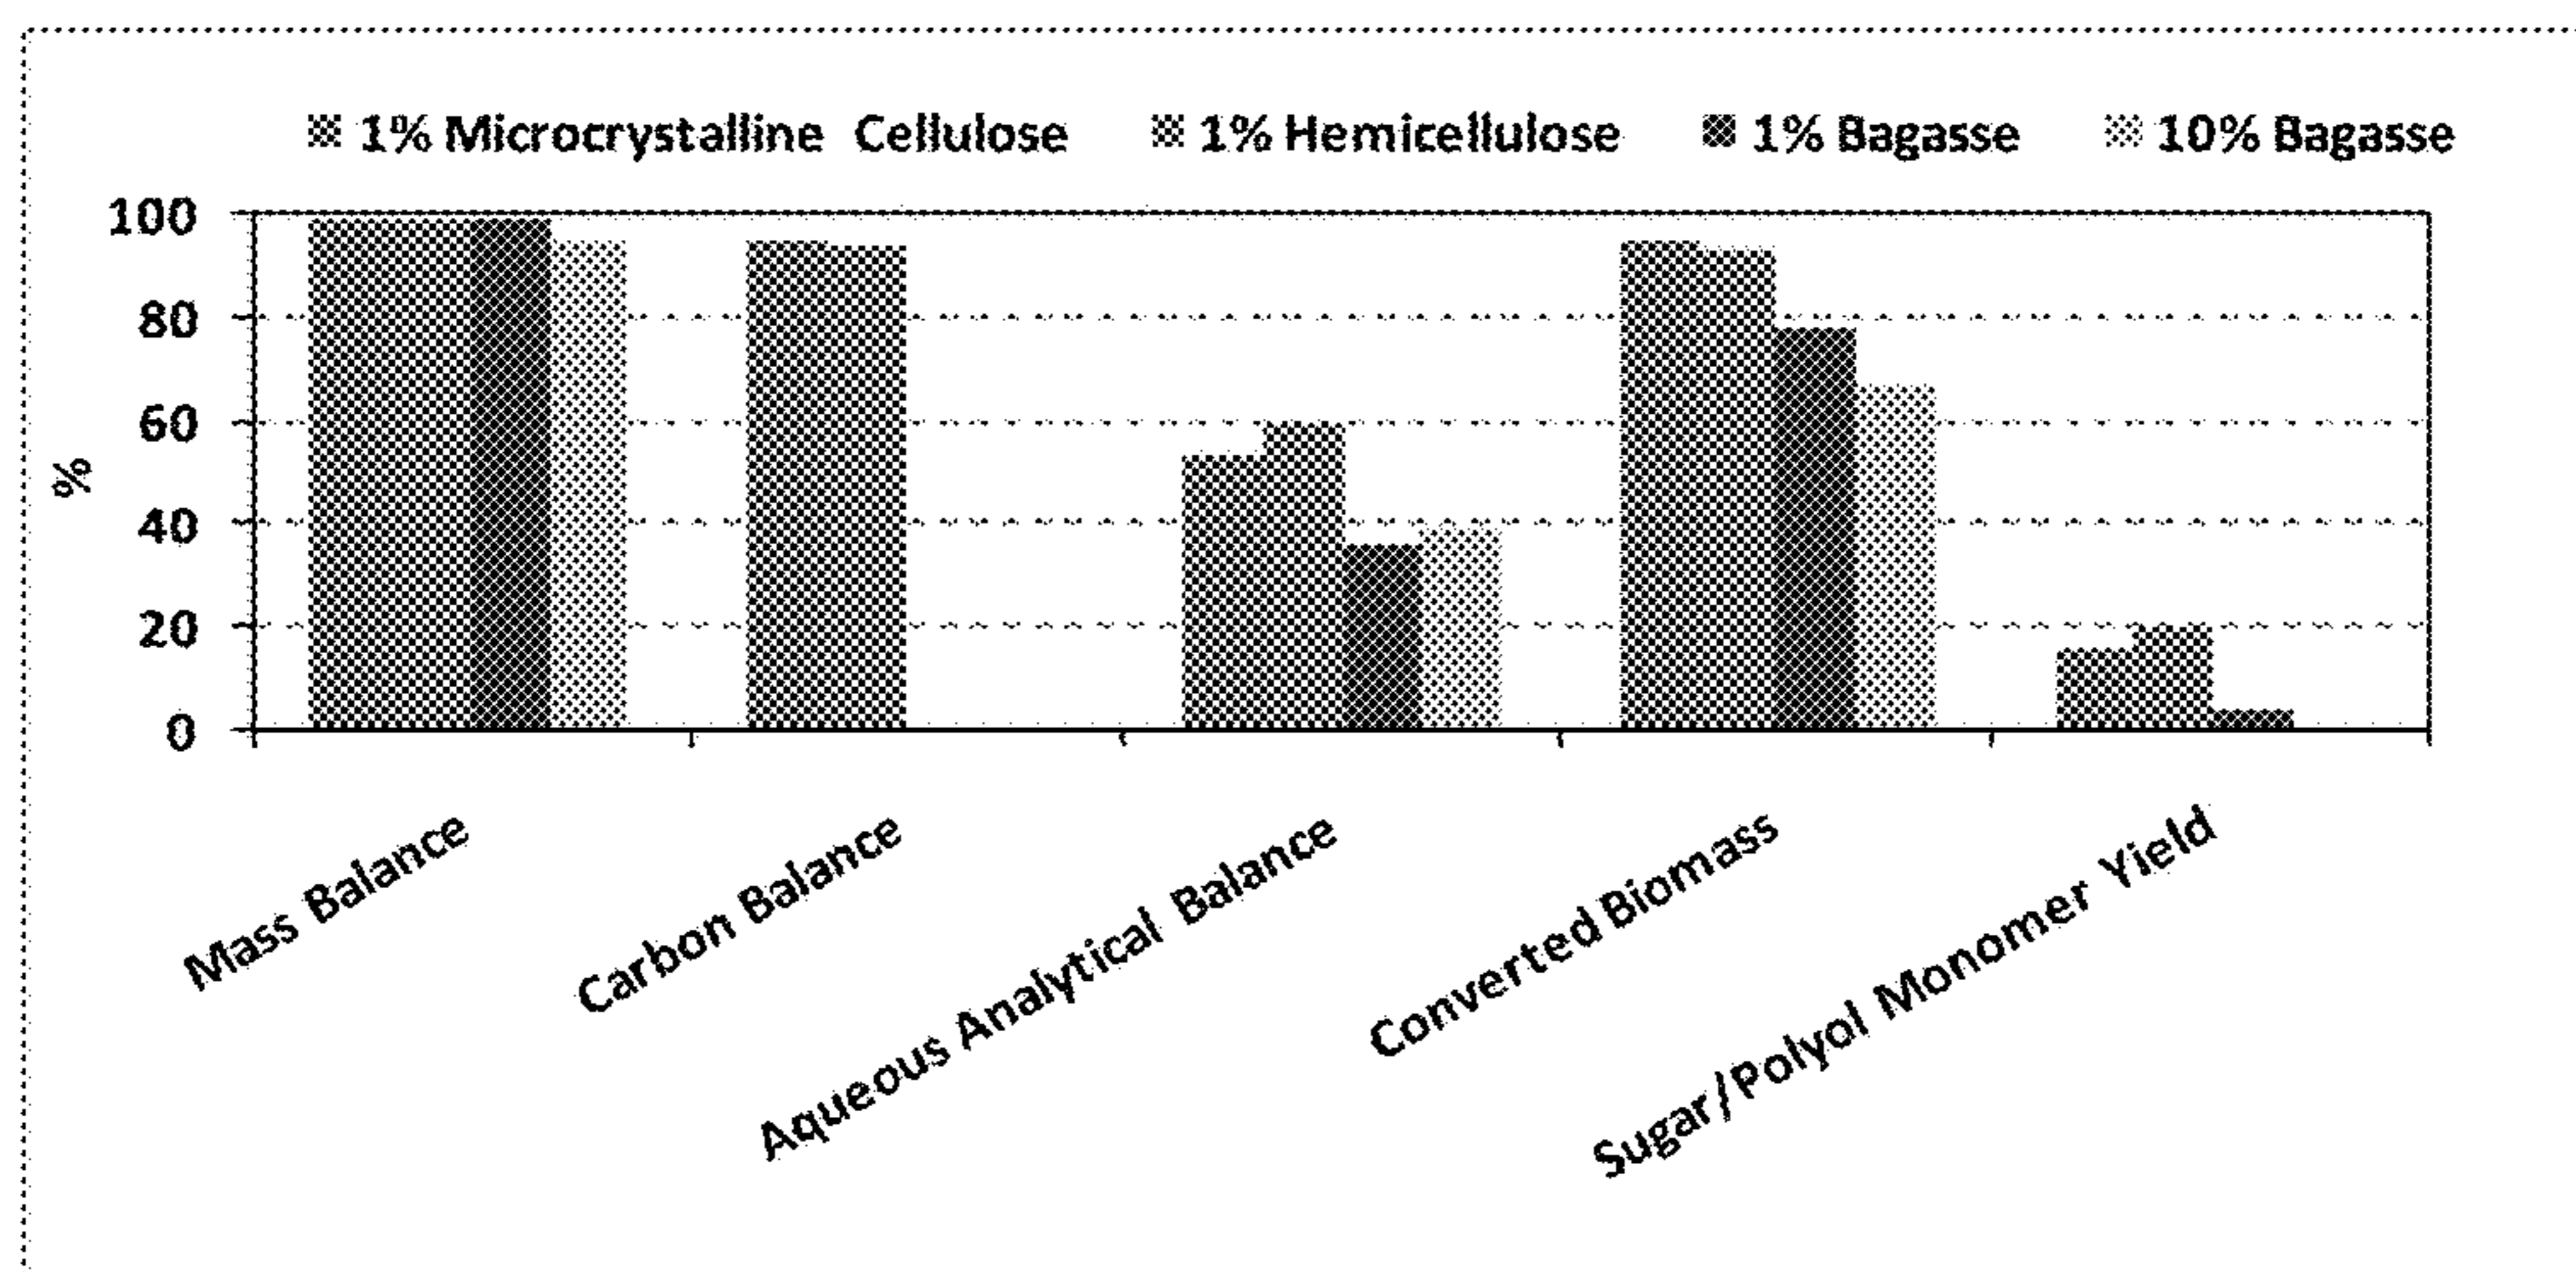 1% Microcrystalline Cellulose 1% Hemicellulose 1% Bagasse 10% Bagasse
100
80
60
40
20
0
%
Mass Balance
Carbon Balance
Aqueous Analytical Balance
Converted Biomass
Sugar/Polyol Monomer Yield